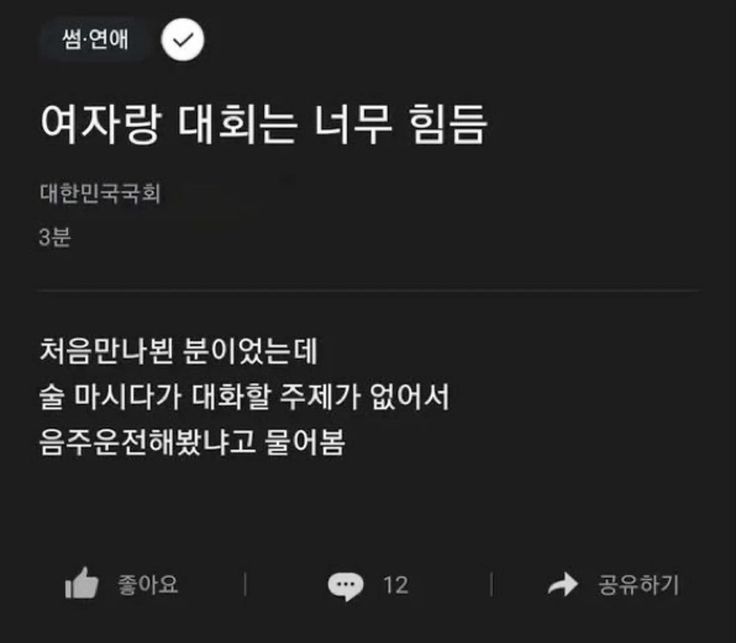 썸·연애
여자랑 대회는 너무 힘듬
대한민국국회
3분
처음만나뵌 분이었는데
술 마시다가 대화할 주제가 없어서
음주운전해봤냐고 물어봄
좋아요 12 공유하기